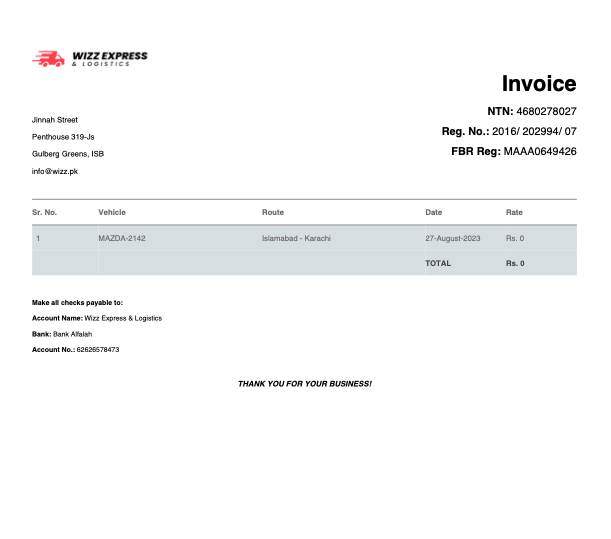 WIZZ EXPRESS
& LOGISTICS
Invoice
NTN: 4680278027
Reg. No.: 2016/ 202994/ 07
FBR Reg: MAAA0649426
Jinnah Street
Penthouse 319-Js
Gulberg Greens, ISB
info@wizz.pk
Sr. No. Vehicle Route Date Rate
1 MAZDA-2142 Islamabad - Karachi 27-August-2023 Rs. 0
TOTAL Rs. 0
Make all checks payable to:
Account Name: Wizz Express & Logistics
Bank: Bank Alfalah
Account No.: 62626578473
THANK YOU FOR YOUR BUSINESS!